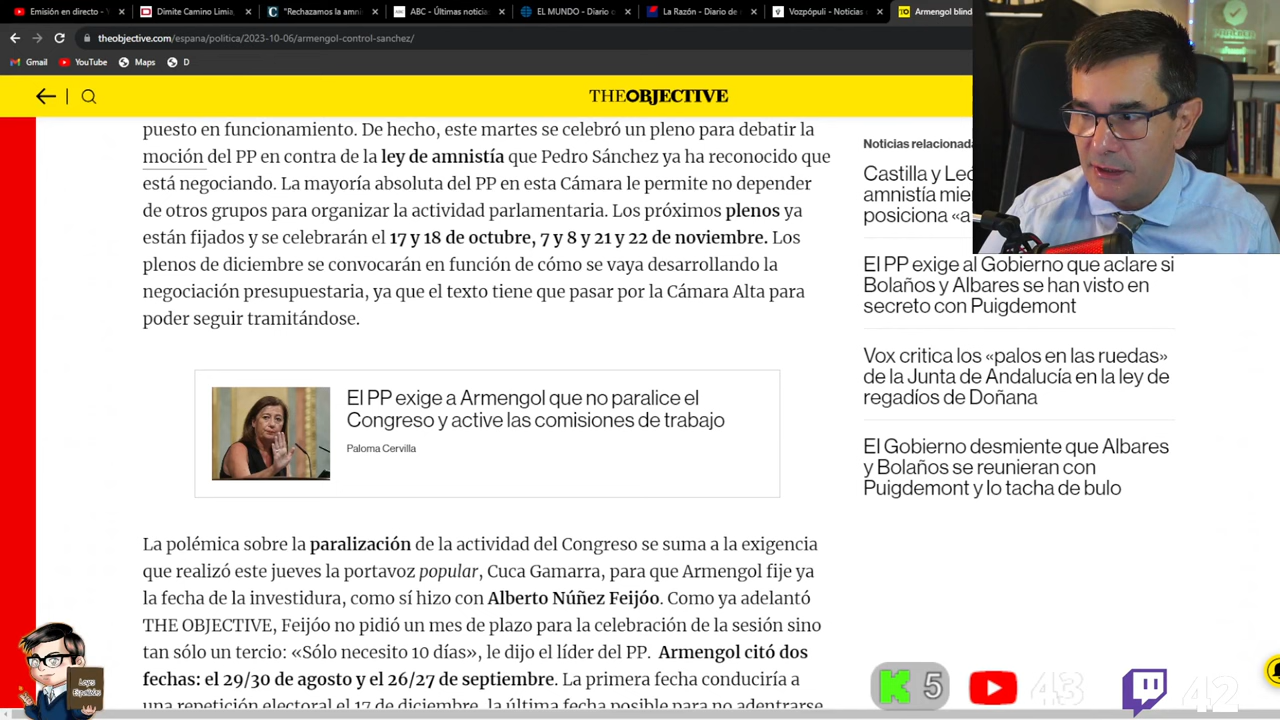 Emisión en directo - Y
Dimite Camino Limia,
"Rechazamos la amni
ABC - Últimas noticia
EL MUNDO - Diario o
La Razón - Diario de
Vozpópuli - Noticias
Armengol blind
theobjective.com/espana/politica/2023-10-06/armengol-control-sanchez/
Gmail
YouTube
Maps
D
THEOBJECTIVE
puesto en funcionamiento. De hecho, este martes se celebró un pleno para debatir la
moción del PP en contra de la ley de amnistía que Pedro Sánchez ya ha reconocido que
está negociando. La mayoría absoluta del PP en esta Cámara le permite no depender
de otros grupos para organizar la actividad parlamentaria. Los próximos plenos ya
están fijados y se celebrarán el 17 y 18 de octubre, 7 y 8 y 21 y 22 de noviembre. Los
plenos de diciembre se convocarán en función de cómo se vaya desarrollando la
negociación presupuestaria, ya que el texto tiene que pasar por la Cámara Alta para
poder seguir tramitándose.
El PP exige a Armengol que no paralice el
Congreso y active las comisiones de trabajo
Paloma Cervilla
La polémica sobre la paralización de la actividad del Congreso se suma a la exigencia
que realizó este jueves la portavoz popular, Cuca Gamarra, para que Armengol fije ya
la fecha de la investidura, como sí hizo con Alberto Núñez Feijóo. Como ya adelantó
THE OBJECTIVE, Feijóo no pidió un mes de plazo para la celebración de la sesión sino
tan sólo un tercio: «Sólo necesito 10 días», le dijo el líder del PP. Armengol citó dos
fechas: el 29/30 de agosto y el 26/27 de septiembre. La primera fecha conduciría a
una repetición electoral el 17 de diciembre, la última fecha posible para no adentrarse
Noticias relacionada
Castilla y Leó
amnistía mie
posiciona «a
El PP exige al Gobierno que aclare si
Bolaños y Albares se han visto en
secreto con Puigdemont
Vox critica los «palos en las ruedas»
de la Junta de Andalucía en la ley de
regadíos de Doñana
El Gobierno desmiente que Albares
y Bolaños se reunieran con
Puigdemont y lo tacha de bulo
Leyes
Españolas
K 5
43
42